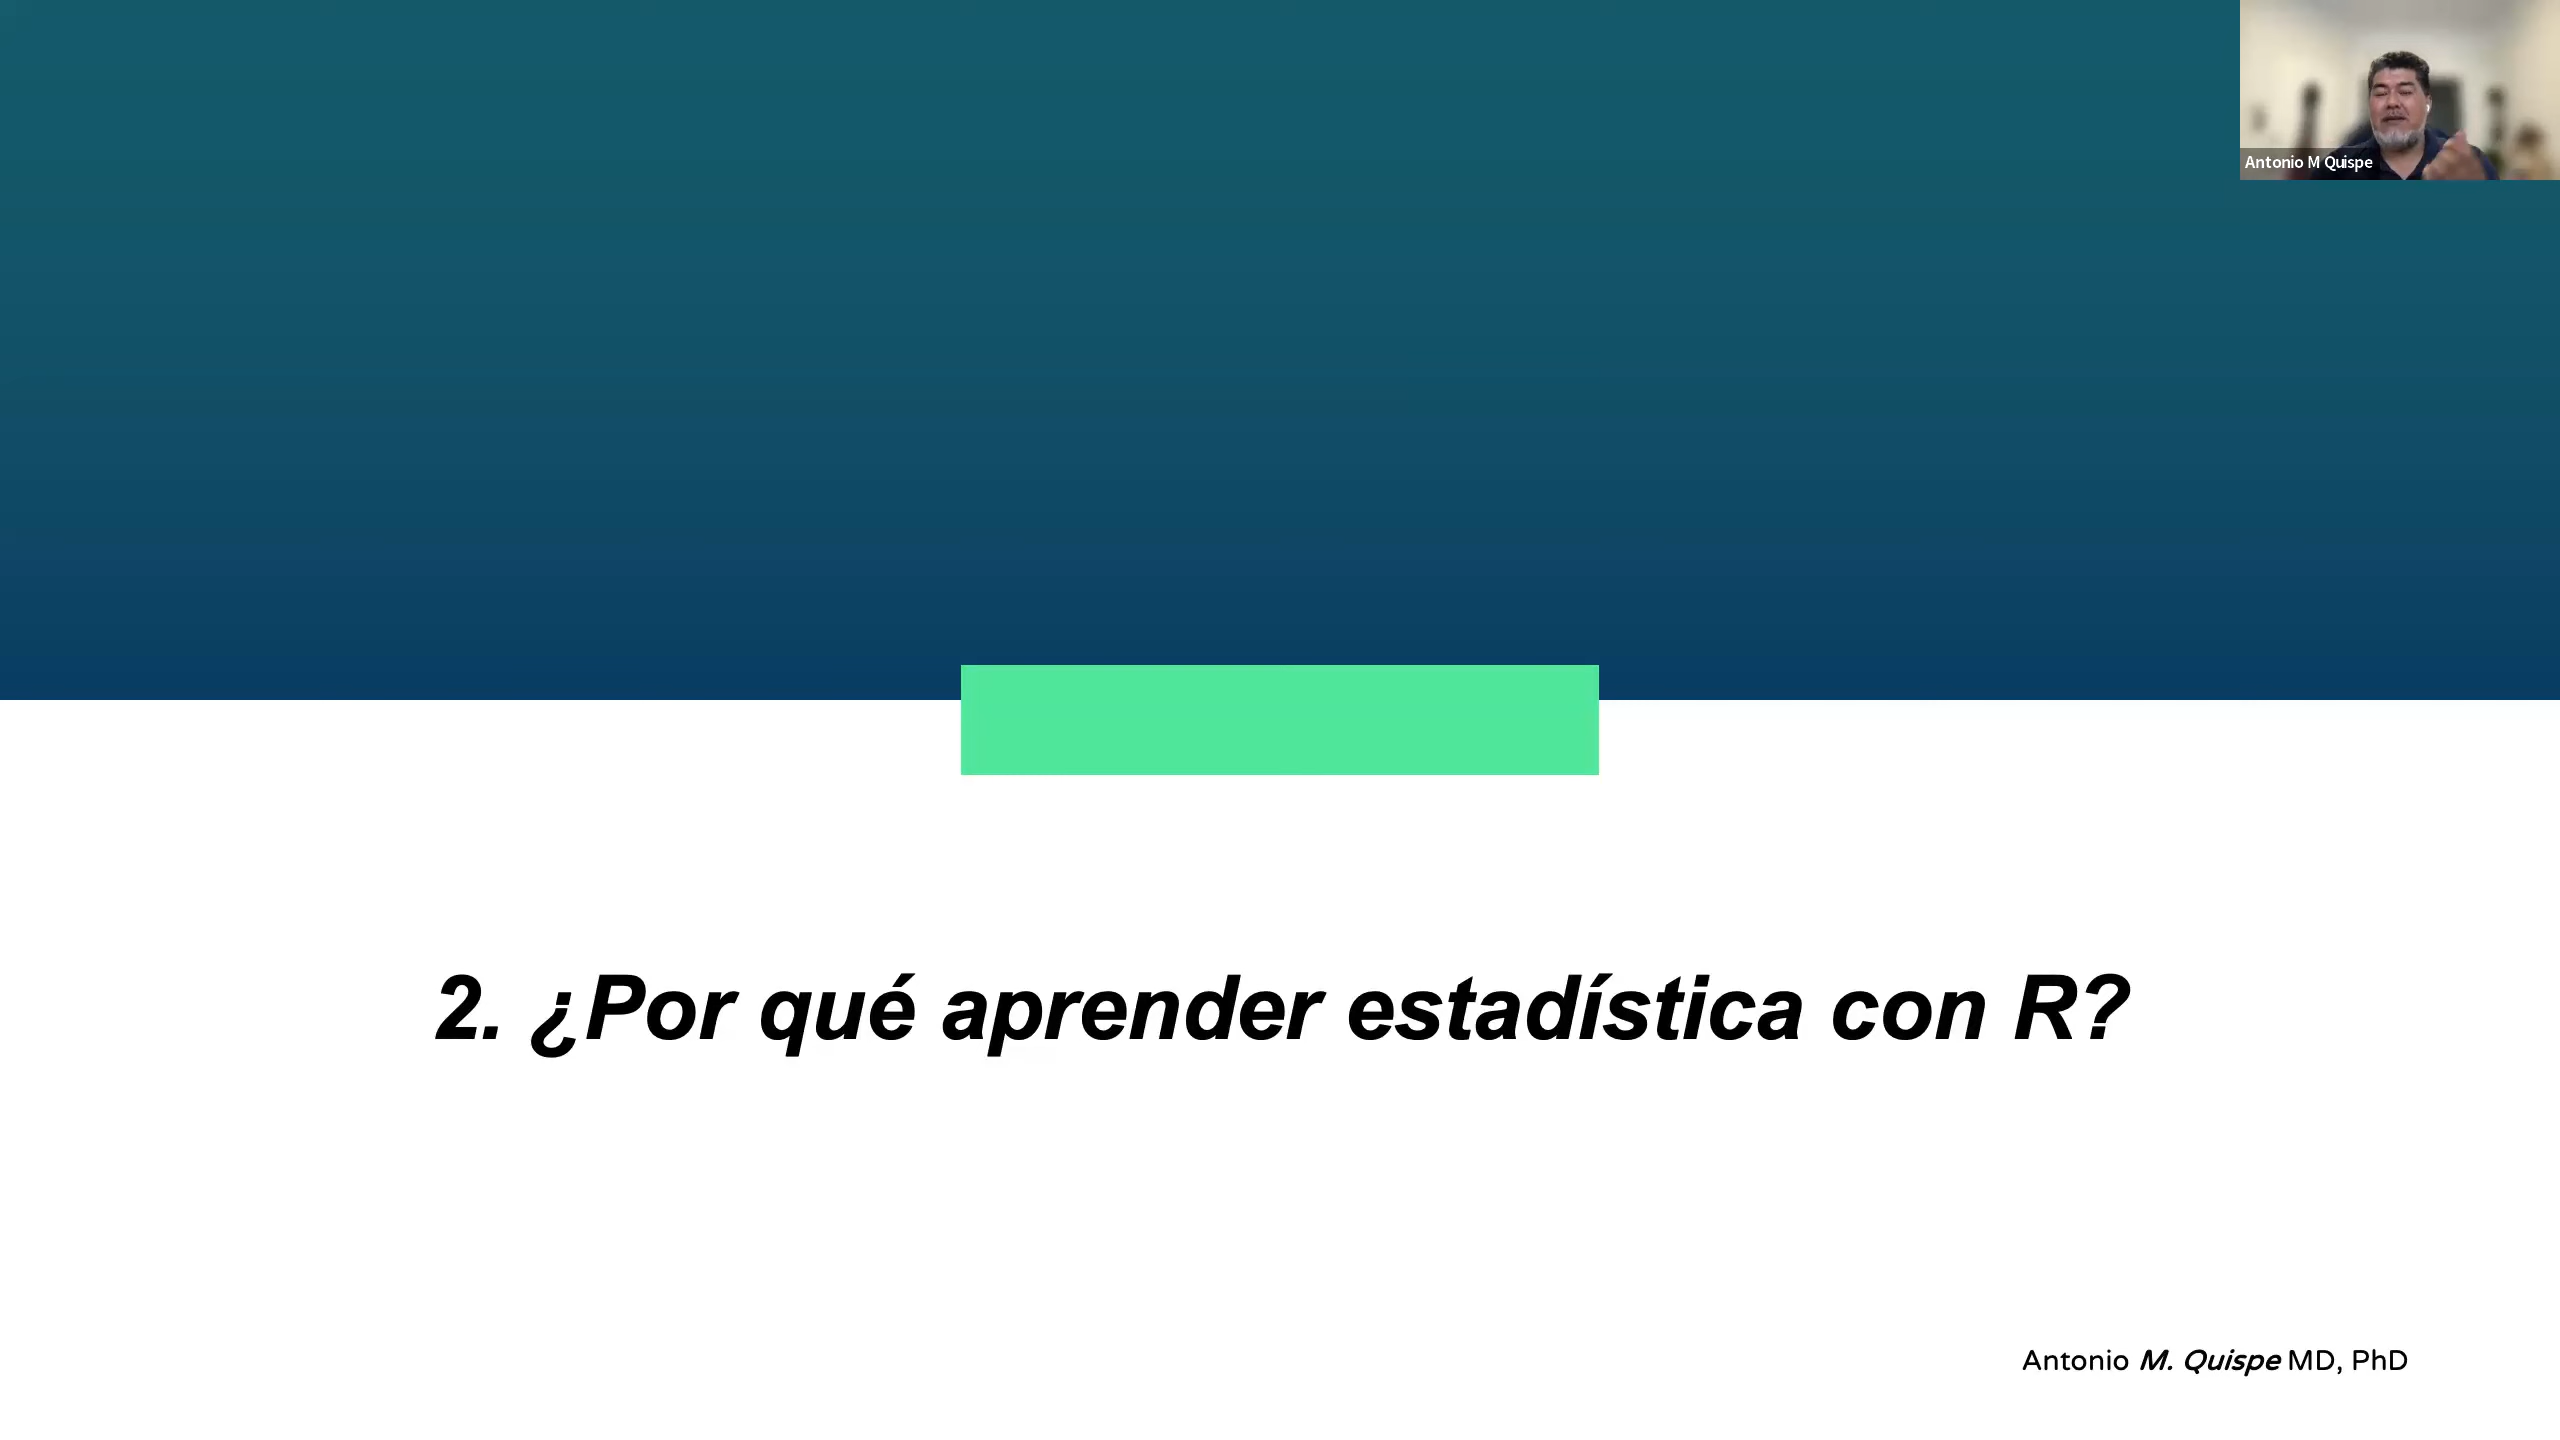 Antonio M Quispe
2. ¿Por qué aprender estadística con R?
Antonio M. Quispe MD, PhD